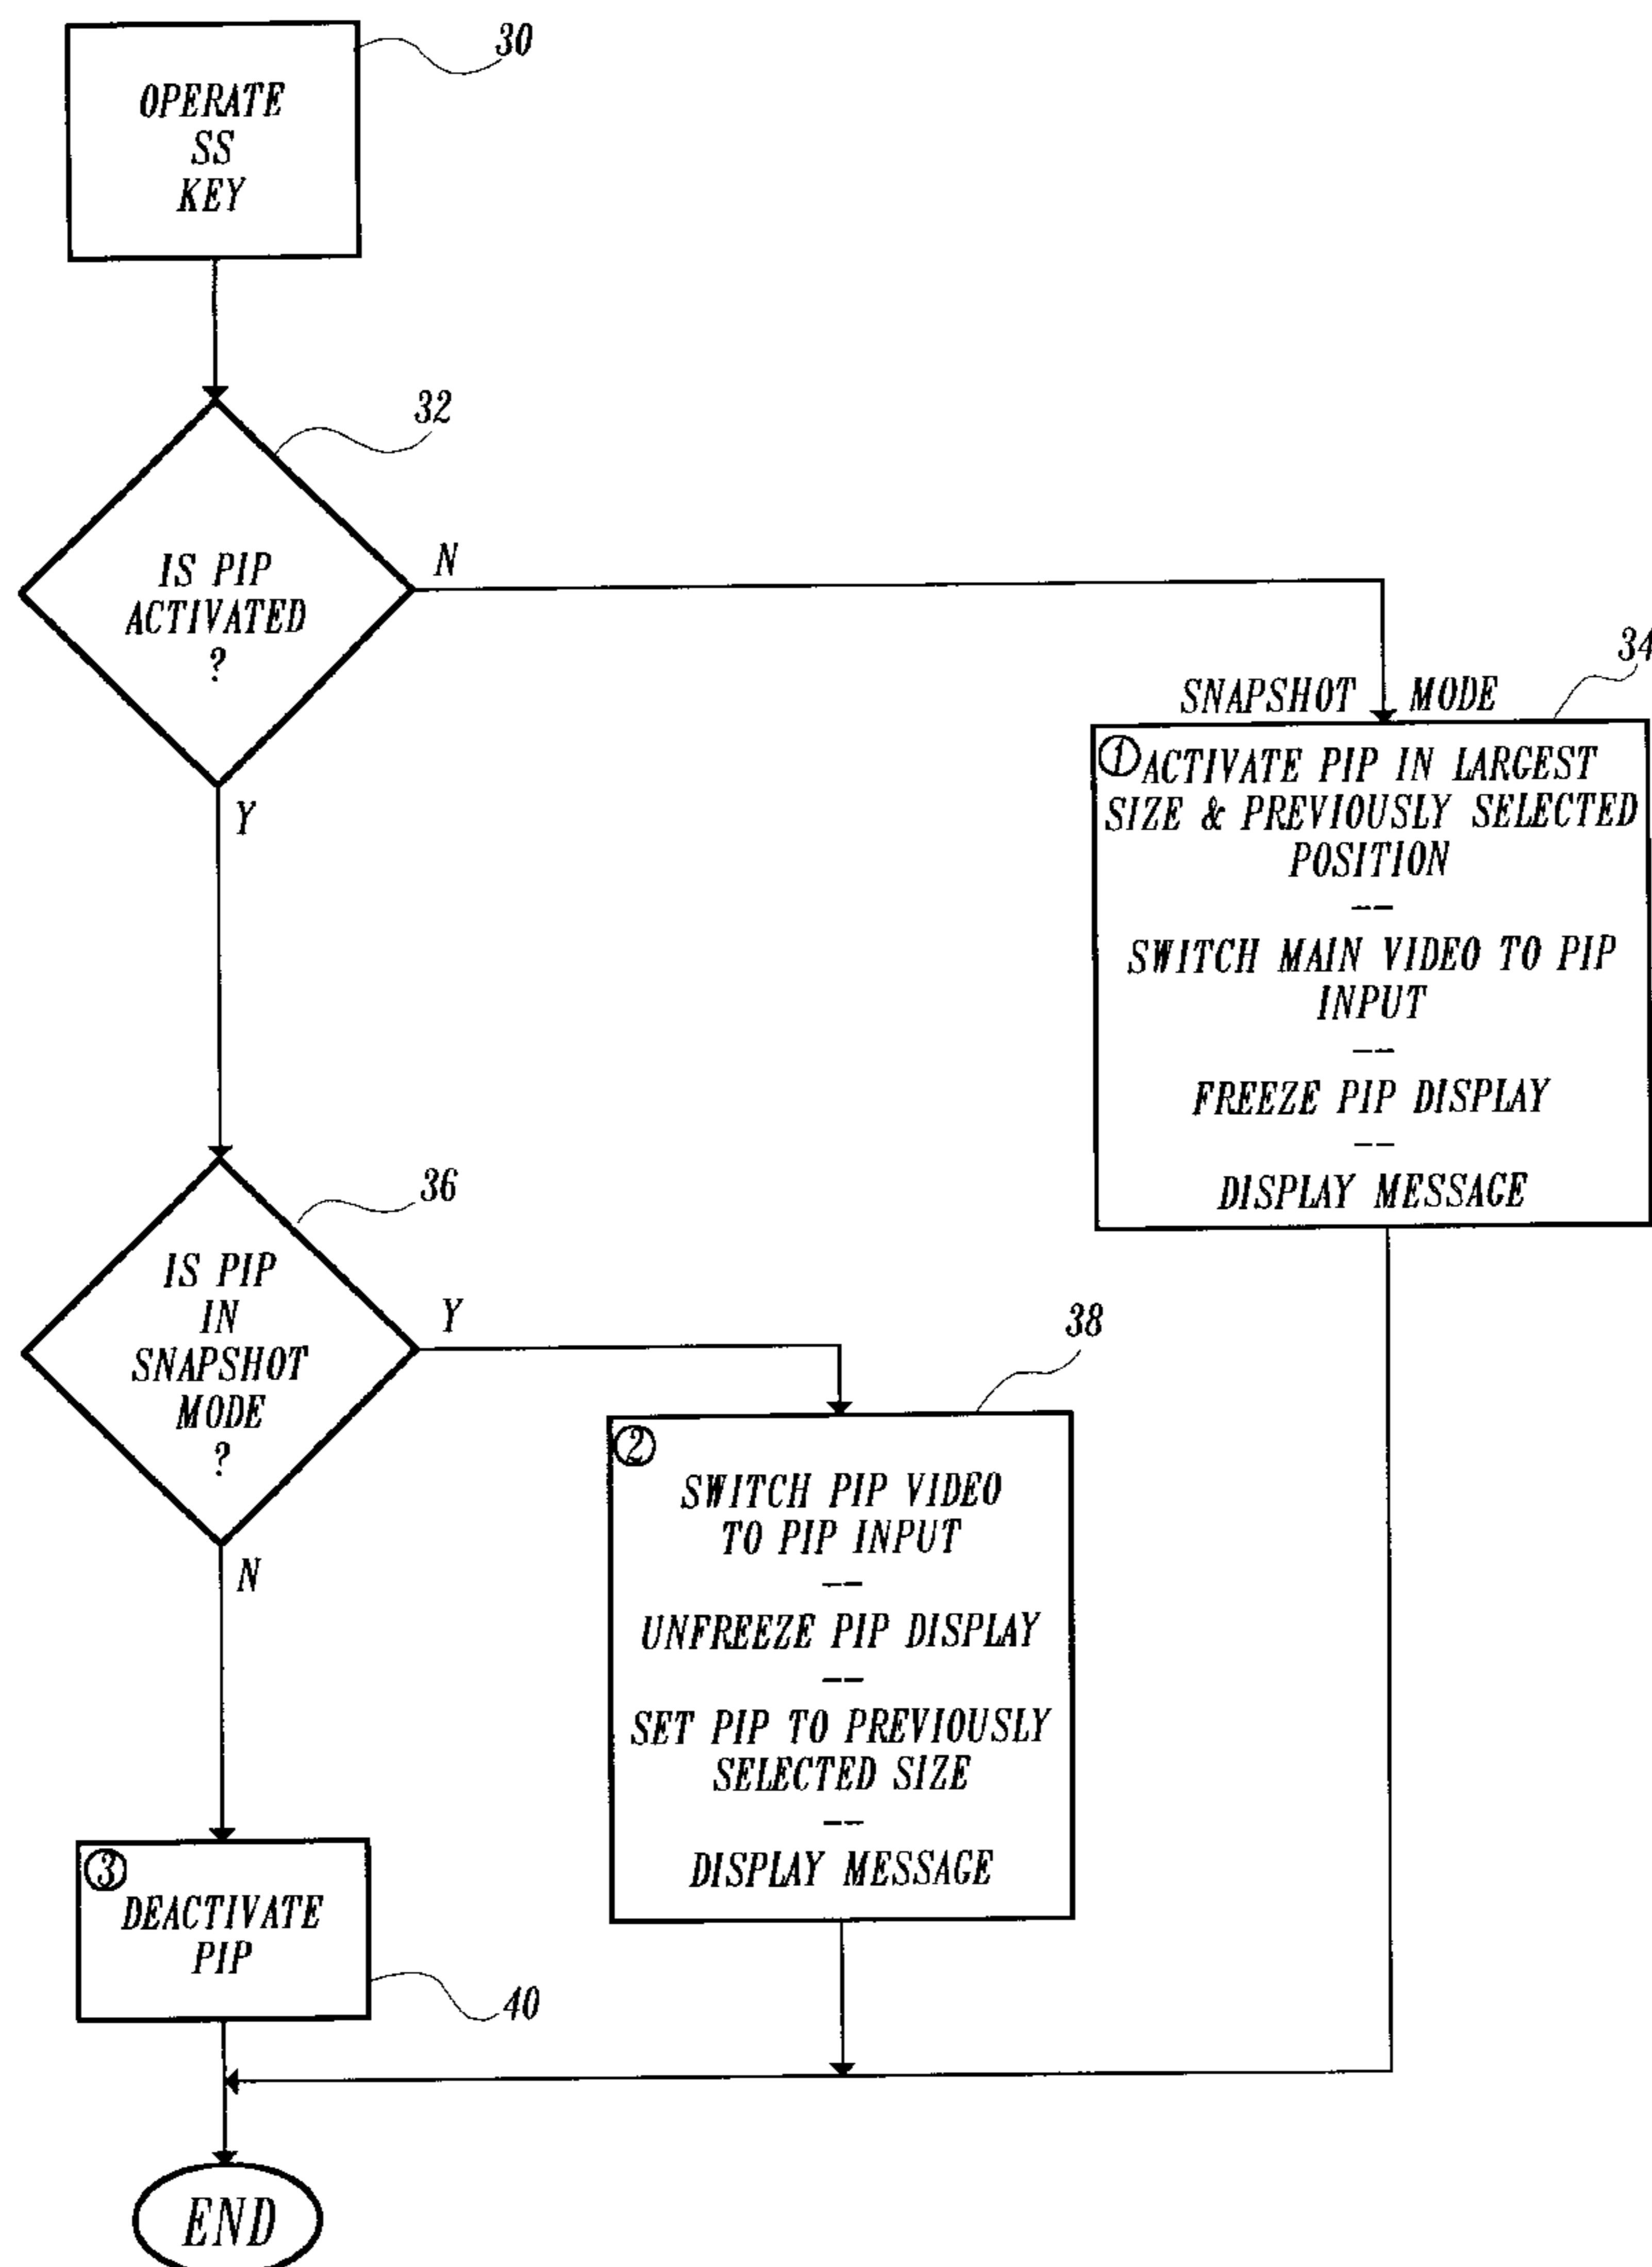 30
OPERATE
SS
KEY
32
IS PIP
ACTIVATED
?
N
Y
34
SNAPSHOT MODE
① ACTIVATE PIP IN LARGEST
SIZE & PREVIOUSLY SELECTED
POSITION
--
SWITCH MAIN VIDEO TO PIP
INPUT
--
FREEZE PIP DISPLAY
--
DISPLAY MESSAGE
36
IS PIP
IN
SNAPSHOT
MODE
?
Y
N
38
②
SWITCH PIP VIDEO
TO PIP INPUT
--
UNFREEZE PIP DISPLAY
--
SET PIP TO PREVIOUSLY
SELECTED SIZE
--
DISPLAY MESSAGE
③
DEACTIVATE
PIP
40
END